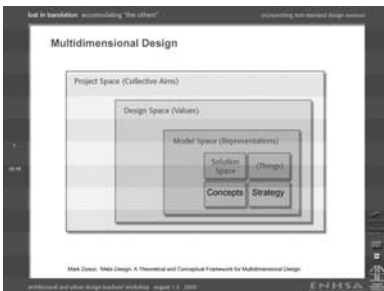 lost in translation accommodating "the others"
Multidimensional Design
Project Space (Collective Aims)
Design Space (Values)
Model Space (Representations)
Solution
Space
(Things)
Concepts
Strategy
Mark Dyson, 'Meta Design: A Theoretical and Conceptual Framework for Multidimensional Design
architectural and urban design teachers' workshop
ENHSA